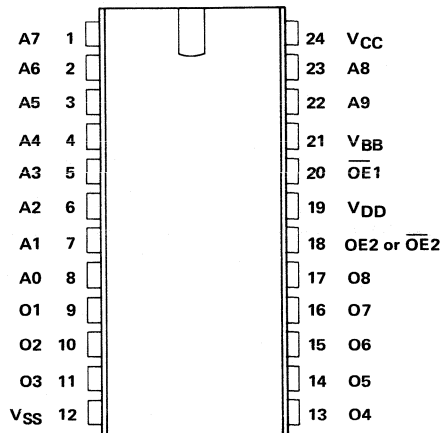 A7 1 24 VCC
A6 2 23 A8
A5 3 22 A9
A4 4 21 VBB
A3 5 20 O̅E̅1
A2 6 19 VDD
A1 7 18 OE2 or O̅E̅2
A0 8 17 O8
O1 9 16 O7
O2 10 15 O6
O3 11 14 O5
VSS 12 13 O4